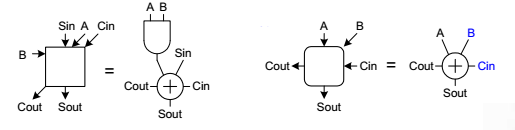 Sin A Cin
B
Cout Sout
=
A B
Sin
Cout + Cin
Sout
A B
Cout Cin
Sout
=
A B
Cout + Cin
Sout